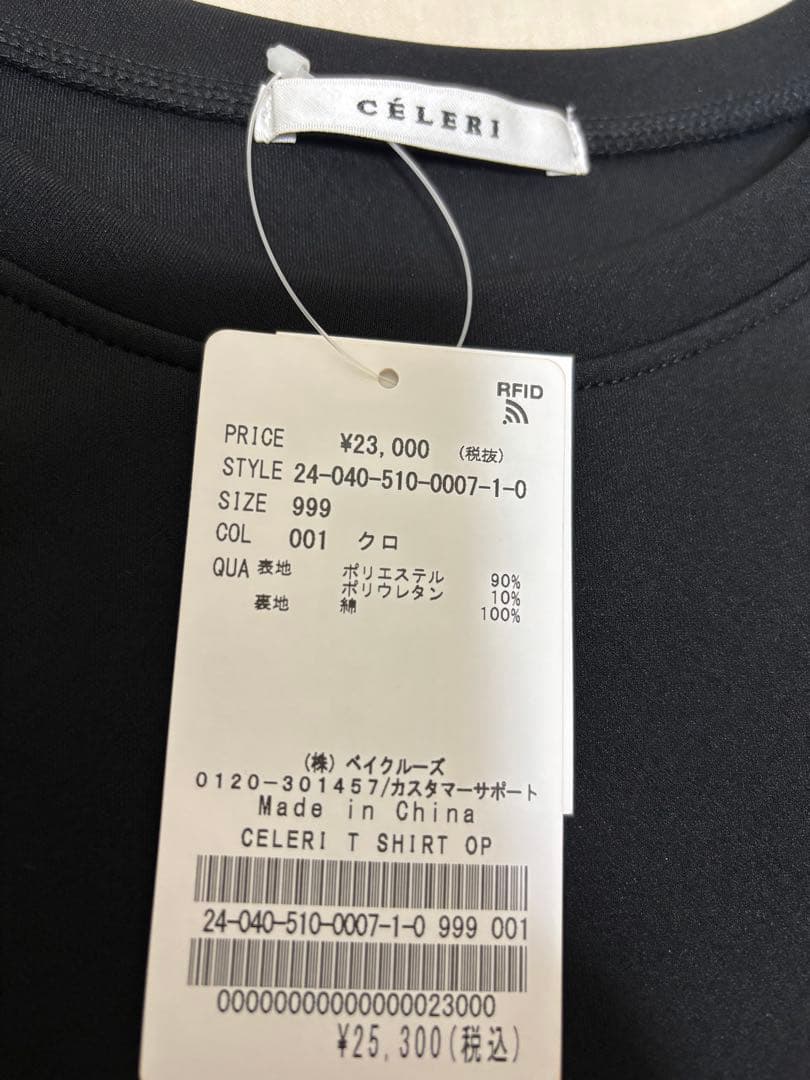 CÉLERI
RFID
PRICE ¥23,000 (税抜)
STYLE 24-040-510-0007-1-0
SIZE 999
COL 001 クロ
QUA 表地 ポリエステル 90%
ポリウレタン 10%
裏地 綿 100%
(株) ベイクルーズ
0120-301457/カスタマーサポート
Made in China
CELERI T SHIRT OP
24-040-510-0007-1-0 999 001
00000000000000023000
¥25,300(税込)